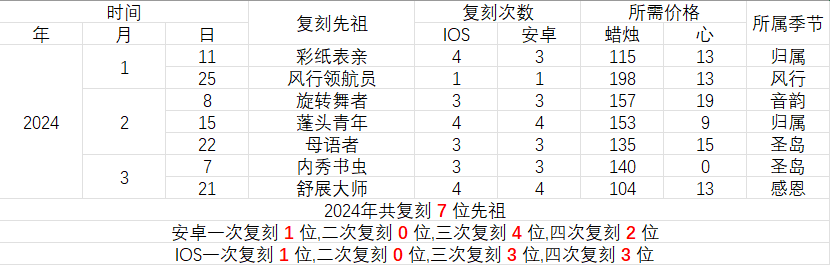 时间 复刻先祖 复刻次数 所需价格 所属季节
年 月 日 IOS 安卓 蜡烛 心
2024 1 11 彩纸表亲 4 3 115 13 归属
25 风行领航员 1 1 198 13 风行
2 8 旋转舞者 3 3 157 19 音韵
15 蓬头青年 4 4 153 9 归属
22 母语者 3 3 135 15 圣岛
3 7 内秀书虫 3 3 140 0 圣岛
21 舒展大师 4 4 104 13 感恩
2024年共复刻 7 位先祖
安卓一次复刻 1 位,二次复刻 0 位,三次复刻 4 位,四次复刻 2 位
IOS一次复刻 1 位,二次复刻 0 位,三次复刻 3 位,四次复刻 3 位